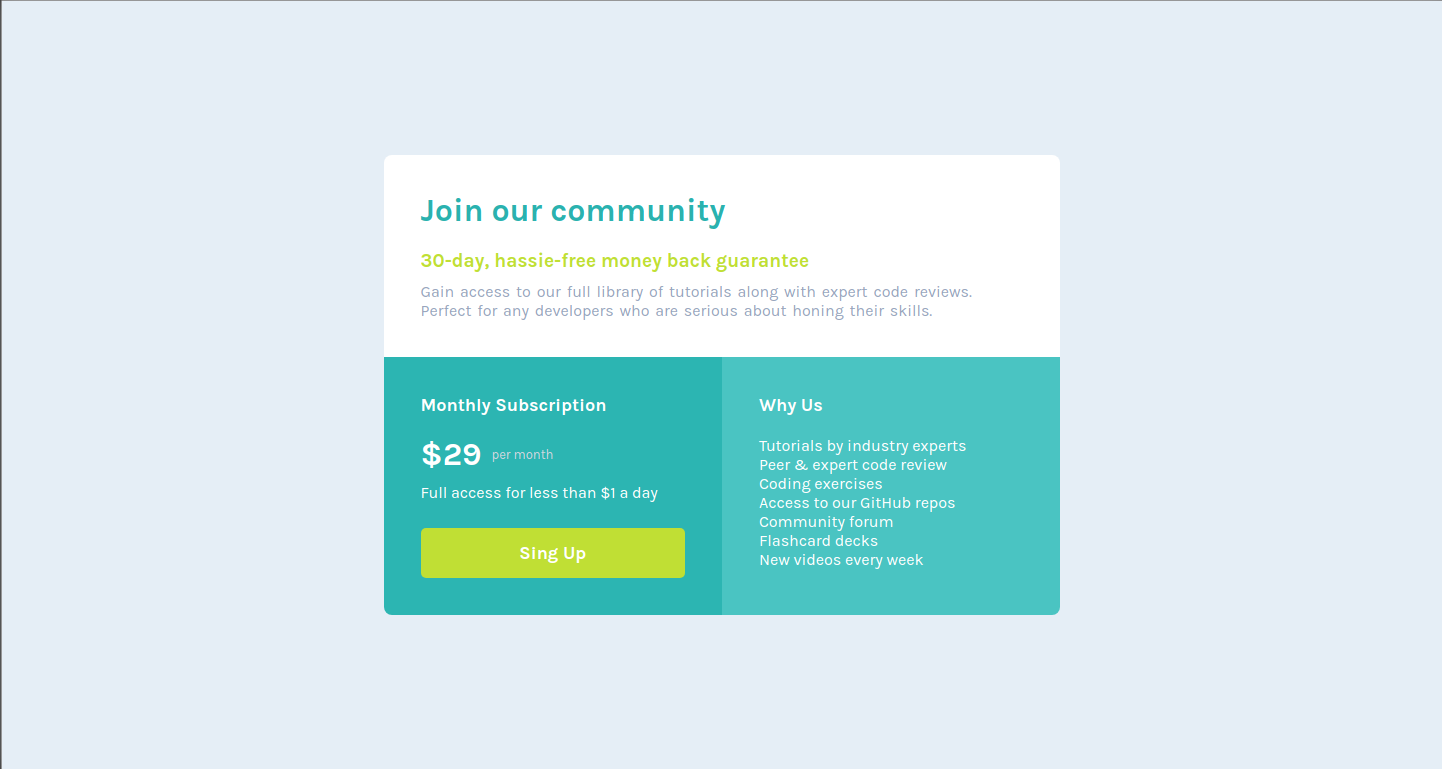 Join our community
30-day, hassie-free money back guarantee
Gain access to our full library of tutorials along with expert code reviews.
Perfect for any developers who are serious about honing their skills.
Monthly Subscription
$29 per month
Full access for less than $1 a day
Sing Up
Why Us
Tutorials by industry experts
Peer & expert code review
Coding exercises
Access to our GitHub repos
Community forum
Flashcard decks
New videos every week